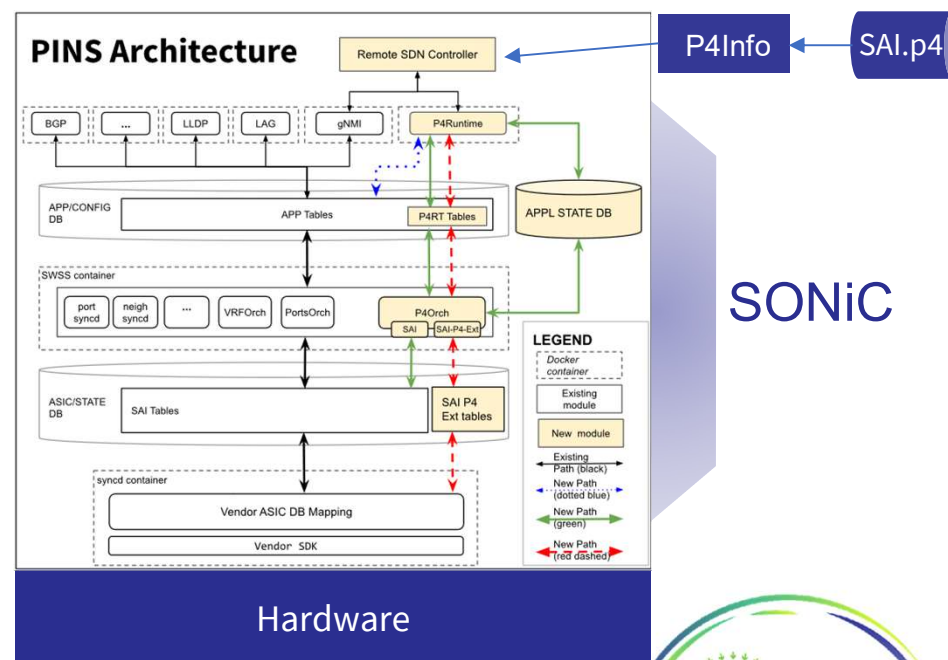 PINS Architecture
Remote SDN Controller
P4Info
SAI.p4
BGP
...
LLDP
LAG
gNMI
P4Runtime
APP/CONFIG
DB
APP Tables
P4RT Tables
APPL STATE DB
SWSS container
port
syncd
neigh
syncd
...
VRFOrch
PortsOrch
P4Orch
SAI
SAI-P4-Ext
SONiC
ASIC/STATE
DB
SAI Tables
SAI P4
Ext tables
syncd container
Vendor ASIC DB Mapping
Vendor SDK
LEGEND
Docker
container
Existing
module
New module
Existing
Path (black)
New Path
(dotted blue)
New Path
(green)
New Path
(red dashed)
Hardware